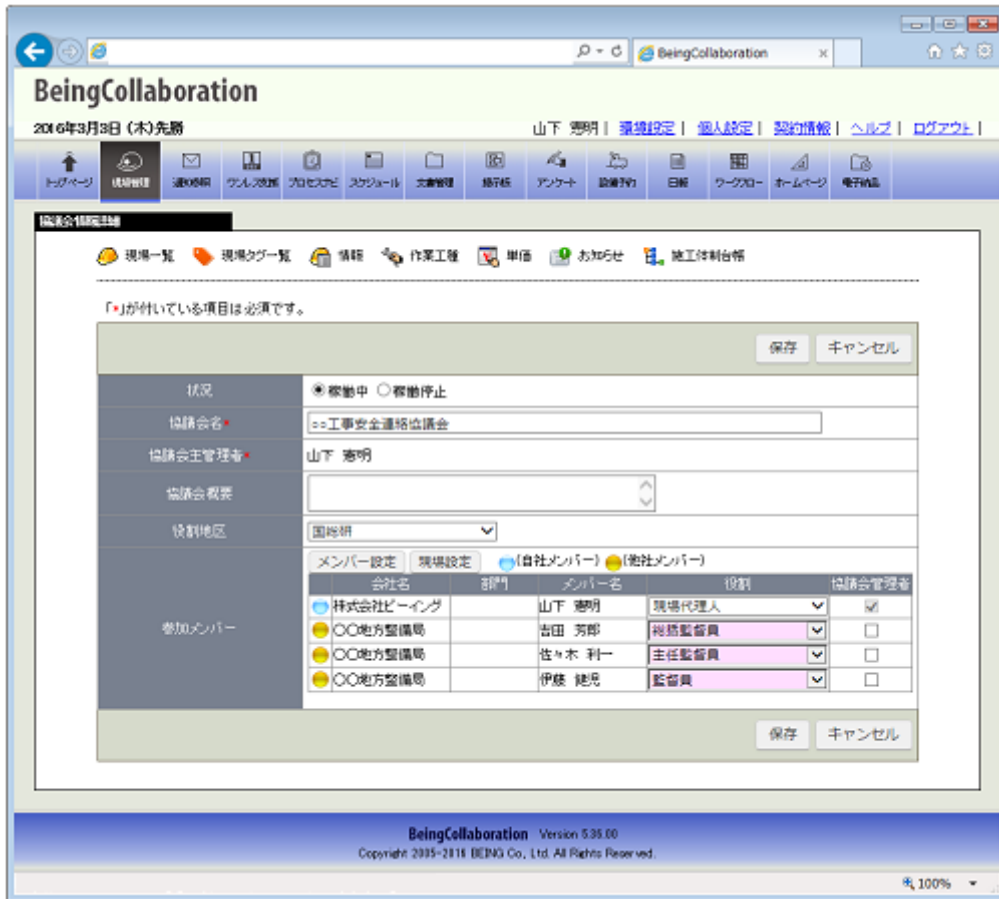 BeingCollaboration ×
BeingCollaboration
2016年3月3日 (木)先勝
山下 憲明 | 環境設定 | 個人設定 | 契約情報 | ヘルプ | ログアウト |
トップページ 現場管理 通知参照 ワンパス改議 プロセスナビ スケジュール 文書管理 掲示板 アンケート 設備予約 日報 ワークフロー ホームページ 電子納品
協議会情報詳細
現場一覧 現場タグ一覧 情報 作業工種 単価 お知らせ 施工体制台帳
「*」が付いている項目は必須です。
保存 キャンセル
状況 稼働中 稼働停止
協議会名* ○○工事安全連絡協議会
協議会主管理者* 山下 憲明
協議会概要
役割地区 国総研
メンバー設定 現場設定 (自社メンバー) (他社メンバー)
会社名 部門 メンバー名 役割 協議会管理者
参加メンバー
株式会社ビーイング 山下 憲明 現場代理人
〇〇地方整備局 吉田 芳郎 総括監督員
〇〇地方整備局 佐々木 利一 主任監督員
〇〇地方整備局 伊藤 健児 監督員
保存 キャンセル
BeingCollaboration Version 5.36.00
Copyright 2005-2016 BEING Co., Ltd. All Rights Reserved.
100%